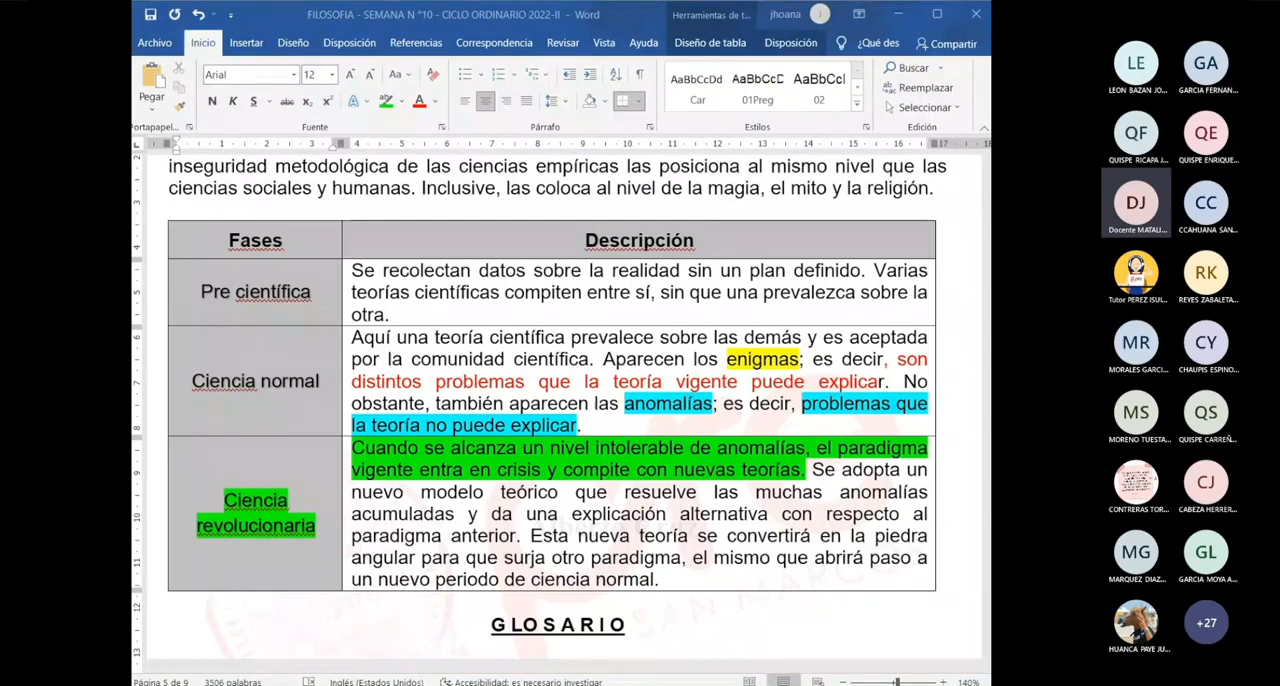 FILOSOFIA - SEMANA N °10 - CICLO ORDINARIO 2022-II - Word
Herramientas de t...
jhoana
J
Archivo Inicio Insertar Diseño Disposición Referencias Correspondencia Revisar Vista Ayuda Diseño de tabla Disposición ¿Qué des Compartir
Pegar
Arial 12
Aa
N K S abc x₂ x² A A
AaBbCcDd AaBbCcC AaBbCcI
Car 01Preg 02
Buscar
Reemplazar
Seleccionar
Portapapel... Fuente Párrafo Estilos Edición
inseguridad metodológica de las ciencias empíricas las posiciona al mismo nivel que las
ciencias sociales y humanas. Inclusive, las coloca al nivel de la magia, el mito y la religión.
Fases Descripción
Pre científica
Se recolectan datos sobre la realidad sin un plan definido. Varias
teorías científicas compiten entre sí, sin que una prevalezca sobre la
otra.
Ciencia normal
Aquí una teoría científica prevalece sobre las demás y es aceptada
por la comunidad científica. Aparecen los enigmas; es decir, son
distintos problemas que la teoría vigente puede explicar. No
obstante, también aparecen las anomalías; es decir, problemas que
la teoría no puede explicar.
Ciencia
revolucionaria
Cuando se alcanza un nivel intolerable de anomalías, el paradigma
vigente entra en crisis y compite con nuevas teorías. Se adopta un
nuevo modelo teórico que resuelve las muchas anomalías
acumuladas y da una explicación alternativa con respecto al
paradigma anterior. Esta nueva teoría se convertirá en la piedra
angular para que surja otro paradigma, el mismo que abrirá paso a
un nuevo periodo de ciencia normal.
GLOSARIO
Página 5 de 9 3506 palabras Inglés (Estados Unidos) Accesibilidad: es necesario investigar 140%
LE GA
LEON BAZAN JO... GARCIA FERNAN...
QF QE
QUISPE RICAPA J... QUISPE ENRIQUE...
DJ CC
Docente MATALI... CCAHUANA SAN...
RK
Tutor PEREZ ISUI... REYES ZABALETA...
MR CY
MORALES GARCI... CHAUPIS ESPINO...
MS QS
MORENO TUESTA... QUISPE CARREÑ...
CJ
CONTRERAS TOR... CABEZA HERRER...
MG GL
MARQUEZ DIAZ... GARCIA MOYA A...
+27
HUANCA PAYE JU...